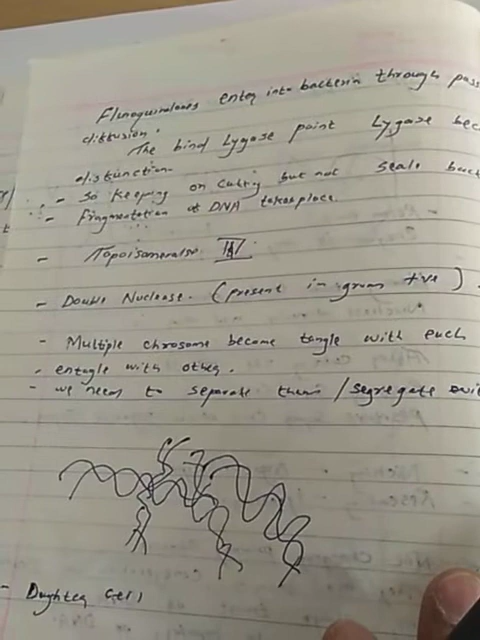 Flunoquinolones enter into bacteria through pass
diffusion.
The bind Lygase point Lygase bec
disfunction.
- So keeping on cutting but not seals back
- Fragmentation of DNA takesplace.
- Topoisomerase IV.
- Double Nuclease. (present in gram +ive)
- Multiple chrosome become tangle with each
- entagle with other.
- we need to separate them / segregate
- Daughter cell